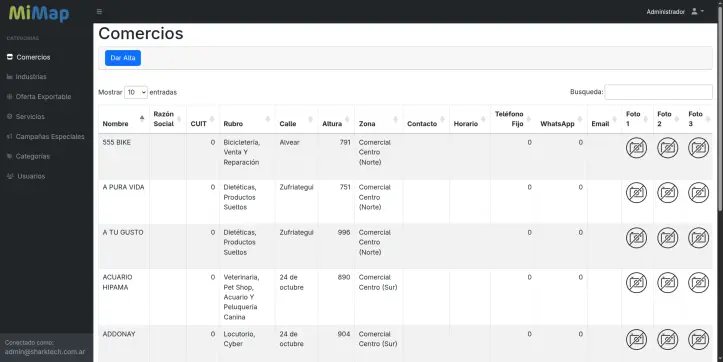 MiMap
Administrador
CATEGORIAS
Comercios
Industrias
Oferta Exportable
Servicios
Campañas Especiales
Categorias
Usuarios
Conectado como:
admin@sharktech.com.ar
Comercios
Dar Alta
Mostrar 10 entradas
Busqueda:
Nombre Razón Social CUIT Rubro Calle Altura Zona Contacto Horario Teléfono Fijo WhatsApp Email Foto 1 Foto 2 Foto 3
555 BIKE 0 Bicicletería, Venta Y Reparación Alvear 791 Comercial Centro (Norte) 0 0
A PURA VIDA 0 Dietéticas, Productos Sueltos Zufriategui 751 Comercial Centro (Norte) 0 0
A TU GUSTO 0 Dietéticas, Productos Sueltos Zufriategui 996 Comercial Centro (Norte) 0 0
ACUARIO HIPAMA 0 Veterinaria, Pet Shop, Acuario Y Peluquería Canina 24 de octubre 890 Comercial Centro (Sur) 0 0
ADDONAY 0 Locutorio, Cyber 24 de octubre 904 Comercial Centro (Sur) 0 0